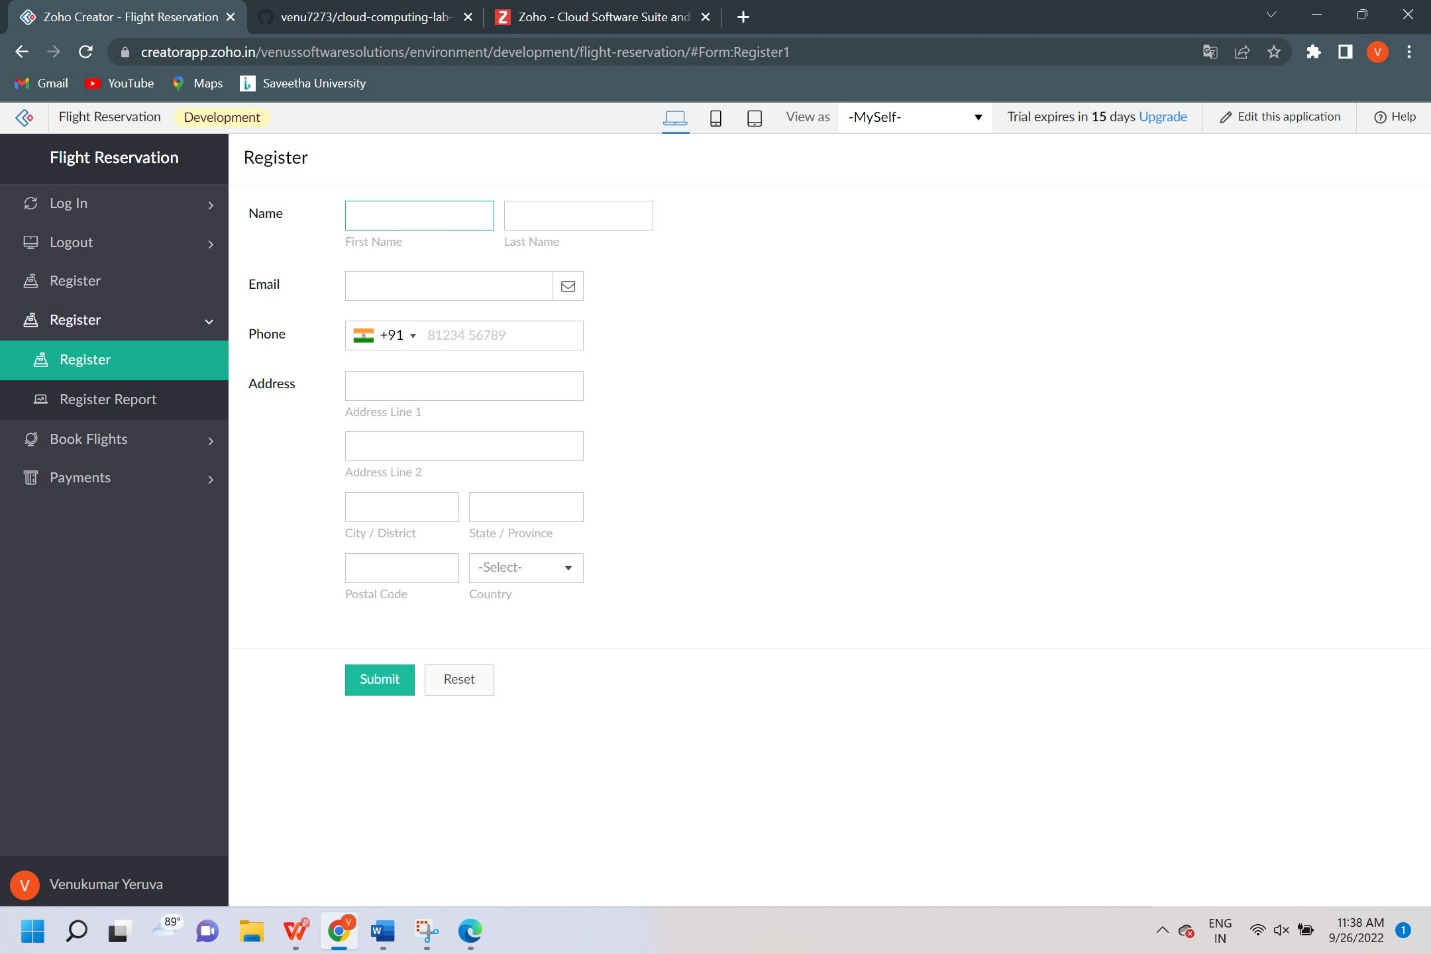 Zoho Creator - Flight Reservation
venu7273/cloud-computing-lab-
Zoho - Cloud Software Suite and
creatorapp.zoho.in/venussoftwaresolutions/environment/development/flight-reservation/#Form:Register1
Gmail YouTube Maps Saveetha University
Flight Reservation Development View as -MySelf- Trial expires in 15 days Upgrade Edit this application Help
Flight Reservation
Log In
Logout
Register
Register
Register
Register Report
Book Flights
Payments
Venukumar Yeruva
Register
Name
First Name Last Name
Email
Phone +91 81234 56789
Address
Address Line 1
Address Line 2
City / District State / Province
-Select-
Postal Code Country
Submit Reset
89°
ENG
IN
11:38 AM
9/26/2022
1